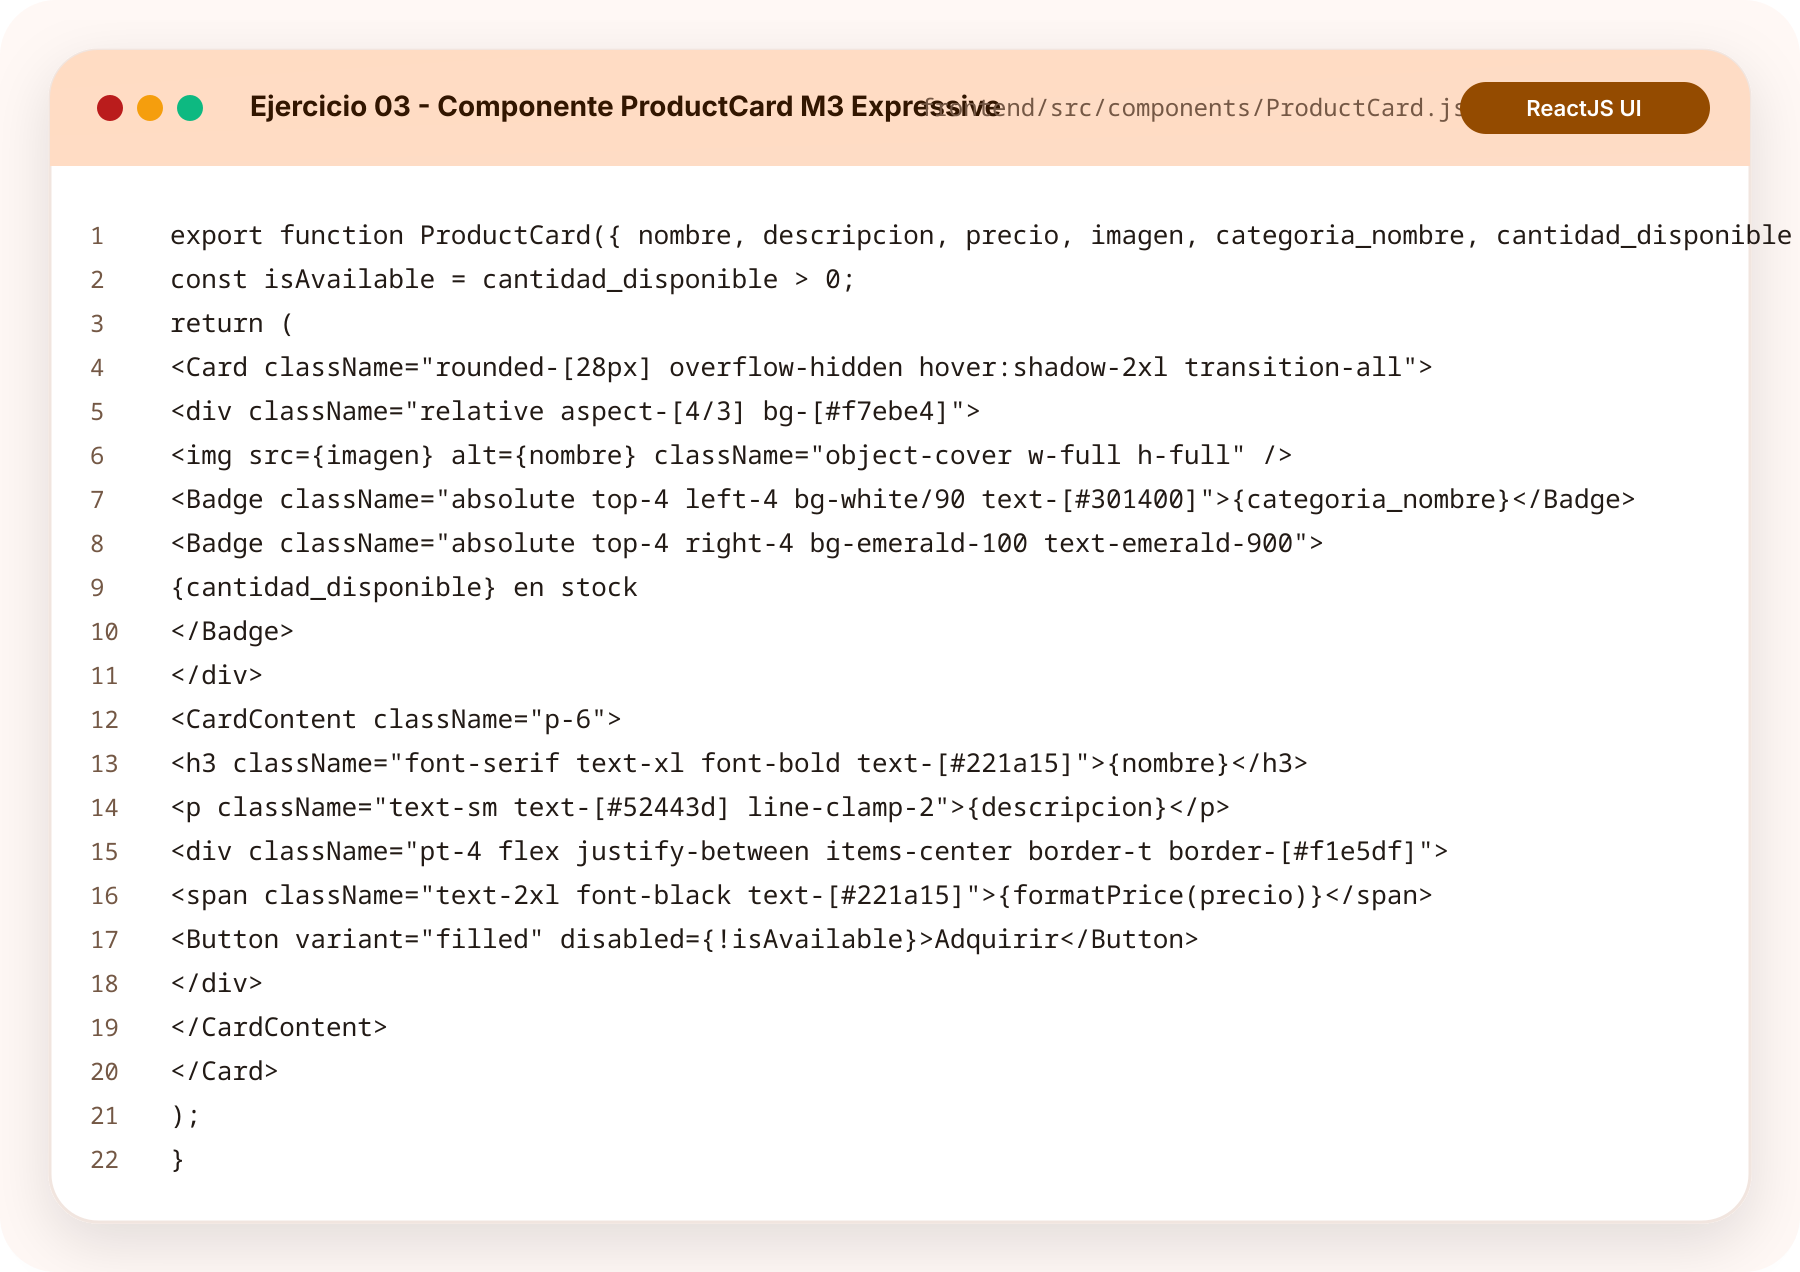 Ejercicio 03 - Componente ProductCard M3 Expressive
frontend/src/components/ProductCard.js
ReactJS UI
1 export function ProductCard({ nombre, descripcion, precio, imagen, categoria_nombre, cantidad_disponible
2 const isAvailable = cantidad_disponible > 0;
3 return (
4 <Card className="rounded-[28px] overflow-hidden hover:shadow-2xl transition-all">
5 <div className="relative aspect-[4/3] bg-[#f7ebe4]">
6 <img src={imagen} alt={nombre} className="object-cover w-full h-full" />
7 <Badge className="absolute top-4 left-4 bg-white/90 text-[#301400]">{categoria_nombre}</Badge>
8 <Badge className="absolute top-4 right-4 bg-emerald-100 text-emerald-900">
9 {cantidad_disponible} en stock
10 </Badge>
11 </div>
12 <CardContent className="p-6">
13 <h3 className="font-serif text-xl font-bold text-[#221a15]">{nombre}</h3>
14 <p className="text-sm text-[#52443d] line-clamp-2">{descripcion}</p>
15 <div className="pt-4 flex justify-between items-center border-t border-[#f1e5df]">
16 <span className="text-2xl font-black text-[#221a15]">{formatPrice(precio)}</span>
17 <Button variant="filled" disabled={!isAvailable}>Adquirir</Button>
18 </div>
19 </CardContent>
20 </Card>
21 );
22 }